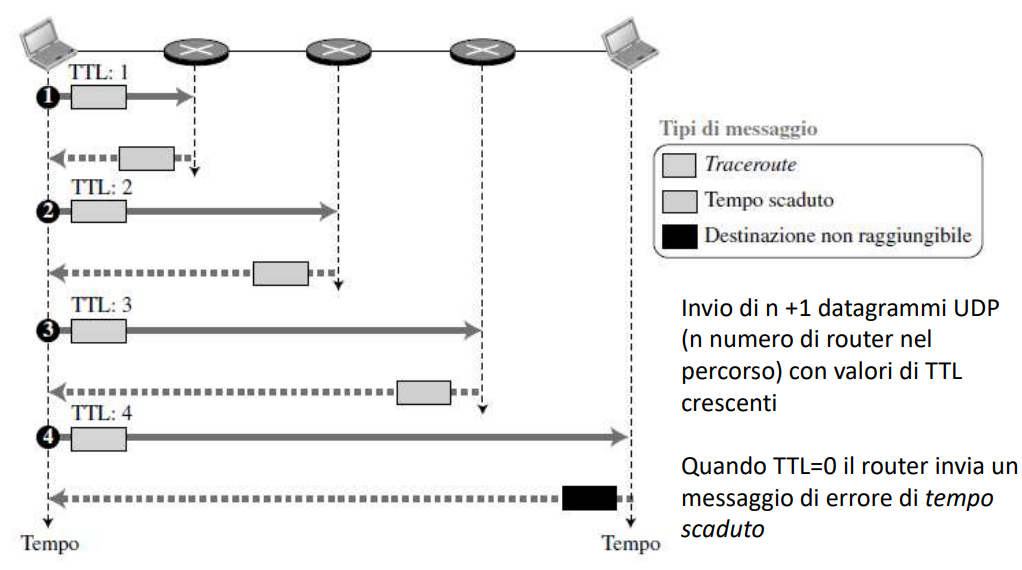 TTL: 1
1
TTL: 2
2
TTL: 3
3
TTL: 4
4
Tempo
Tempo
Tipi di messaggio
Traceroute
Tempo scaduto
Destinazione non raggiungibile
Invio di n +1 datagrammi UDP
(n numero di router nel
percorso) con valori di TTL
crescenti
Quando TTL=0 il router invia un
messaggio di errore di tempo
scaduto